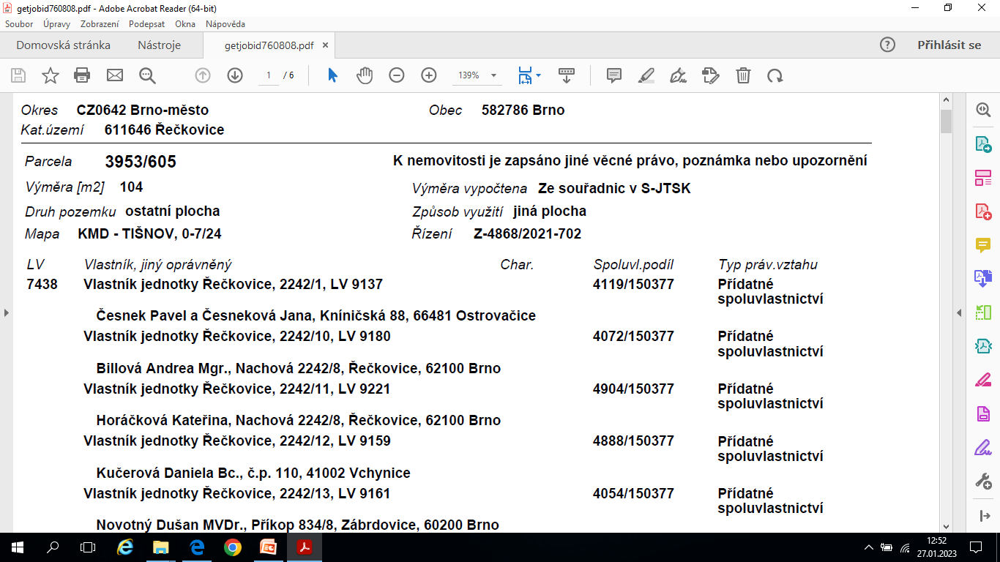 getjobid760808.pdf - Adobe Acrobat Reader (64-bit)
Soubor Úpravy Zobrazení Podepsat Okna Nápověda
Domovská stránka Nástroje getjobid760808.pdf × Přihlásit se
1 / 6 139%
Okres CZ0642 Brno-město Obec 582786 Brno
Kat.území 611646 Řečkovice
Parcela 3953/605 K nemovitosti je zapsáno jiné věcné právo, poznámka nebo upozornění
Výměra [m2] 104 Výměra vypočtena Ze souřadnic v S-JTSK
Druh pozemku ostatní plocha Způsob využití jiná plocha
Mapa KMD - TIŠNOV, 0-7/24 Řízení Z-4868/2021-702
LV Vlastník, jiný oprávněný Char. Spoluvl.podíl Typ práv.vztahu
7438 Vlastník jednotky Řečkovice, 2242/1, LV 9137 4119/150377 Přídatné
spoluvlastnictví
Česnek Pavel a Česneková Jana, Kníničská 88, 66481 Ostrovačice
Vlastník jednotky Řečkovice, 2242/10, LV 9180 4072/150377 Přídatné
spoluvlastnictví
Billová Andrea Mgr., Nachová 2242/8, Řečkovice, 62100 Brno
Vlastník jednotky Řečkovice, 2242/11, LV 9221 4904/150377 Přídatné
spoluvlastnictví
Horáčková Kateřina, Nachová 2242/8, Řečkovice, 62100 Brno
Vlastník jednotky Řečkovice, 2242/12, LV 9159 4888/150377 Přídatné
spoluvlastnictví
Kučerová Daniela Bc., č.p. 110, 41002 Vchynice
Vlastník jednotky Řečkovice, 2242/13, LV 9161 4054/150377 Přídatné
spoluvlastnictví
Novotný Dušan MVDr., Příkop 834/8, Zábrdovice, 60200 Brno
12:52
27.01.2023